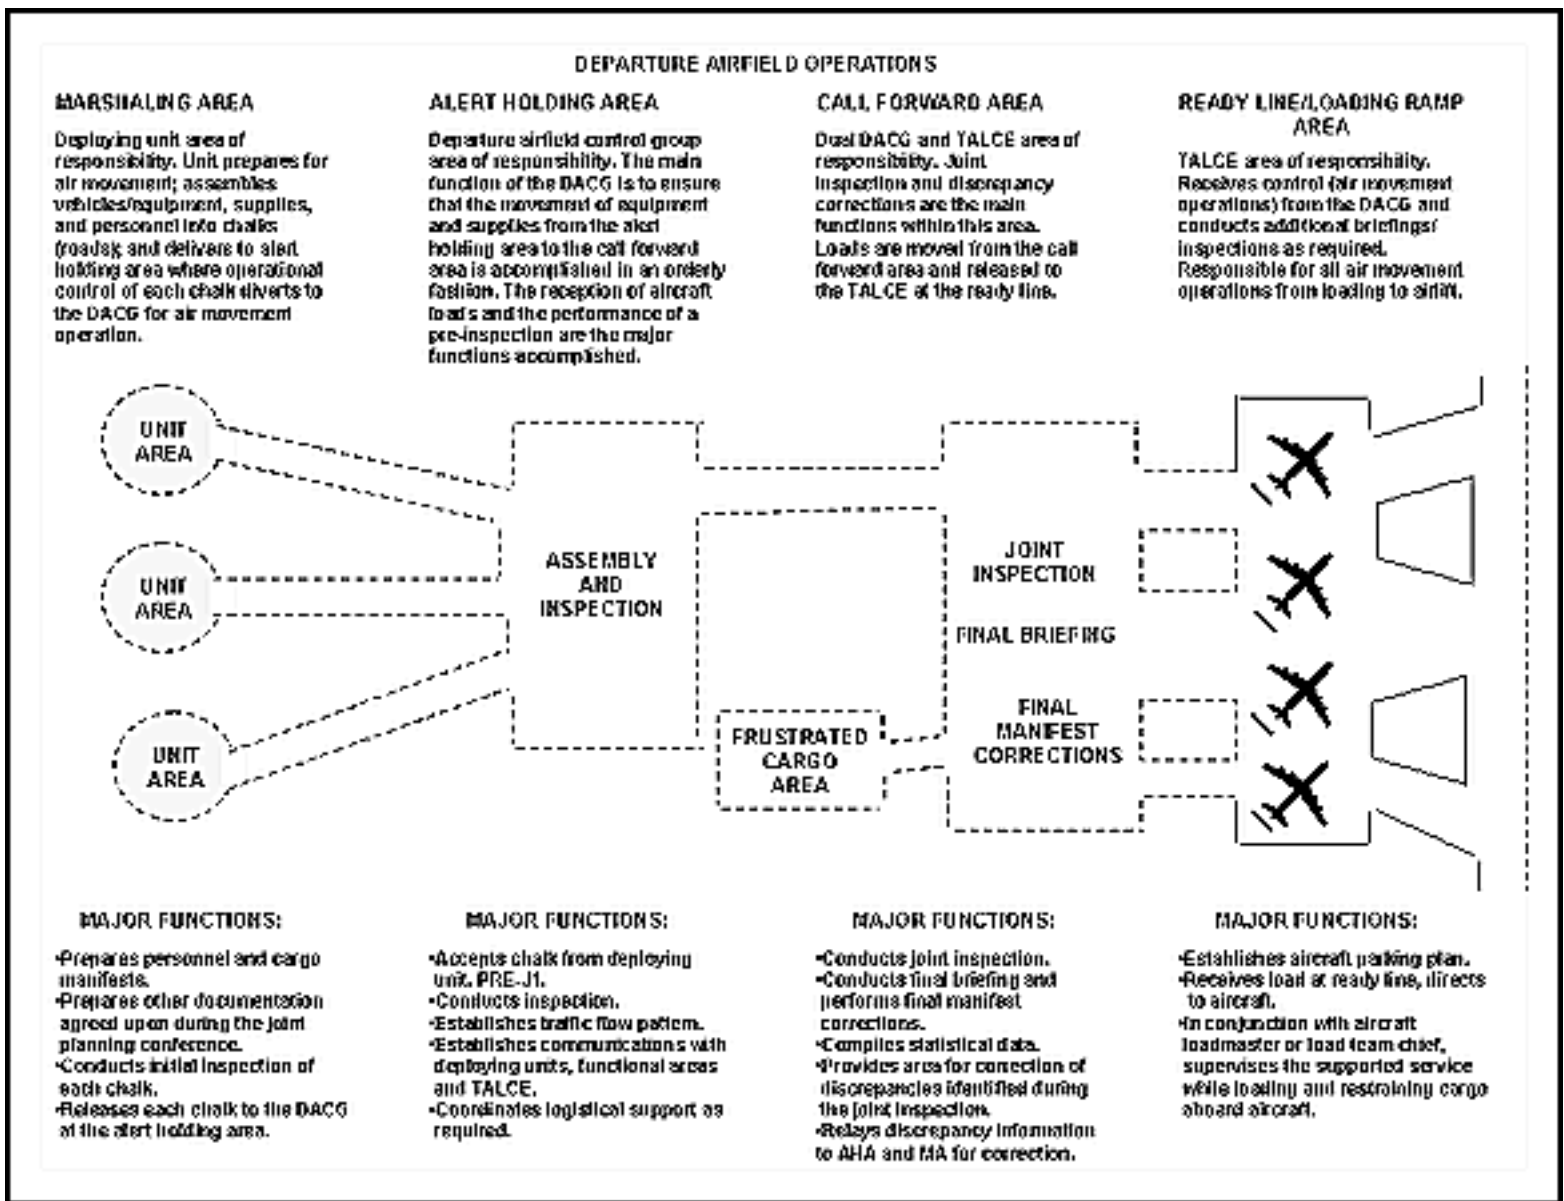 DEPARTURE AIRFIELD OPERATIONS
MARSHALING AREA
Deploying unit area of
responsibility. Unit prepares for
air movement; assembles
vehicles/equipment, supplies,
and personnel into chalks
(roads); and delivers to alert
holding area where operational
control of each chalk diverts to
the DACG for air movement
operation.
ALERT HOLDING AREA
Departure airfield control group
area of responsibility. The main
function of the DACG is to ensure
that the movement of equipment
and supplies from the alert
holding area to the call forward
area is accomplished in an orderly
fashion. The reception of aircraft
loads and the performance of a
pre-inspection are the major
functions accomplished.
CALL FORWARD AREA
Dual DACG and TALCE area of
responsibility. Joint
inspection and discrepancy
corrections are the main
functions within this area.
Loads are moved from the call
forward area and released to
the TALCE at the ready line.
READY LINE/LOADING RAMP
AREA
TALCE area of responsibility.
Receives control (air movement
operations) from the DACG and
conducts additional briefings/
inspections as required.
Responsible for all air movement
operations from loading to airlift.
UNIT
AREA
UNIT
AREA
UNIT
AREA
ASSEMBLY
AND
INSPECTION
FRUSTRATED
CARGO
AREA
JOINT
INSPECTION
FINAL BRIEFING
FINAL
MANIFEST
CORRECTIONS
MAJOR FUNCTIONS:
•Prepares personnel and cargo
manifests.
•Prepares other documentation
agreed upon during the joint
planning conference.
•Conducts initial inspection of
each chalk.
•Releases each chalk to the DACG
at the alert holding area.
MAJOR FUNCTIONS:
•Accepts chalk from deploying
unit. PRE-J1.
•Conducts inspection.
•Establishes traffic flow pattern.
•Establishes communications with
deploying units, functional areas
and TALCE.
•Coordinates logistical support as
required.
MAJOR FUNCTIONS:
•Conducts joint inspection.
•Conducts final briefing and
performs final manifest
corrections.
•Compiles statistical data.
•Provides area for correction of
discrepancies identified during
the joint inspection.
•Relays discrepancy information
to AHA and MA for correction.
MAJOR FUNCTIONS:
•Establishes aircraft parking plan.
•Receives load at ready line, directs
to aircraft.
•In conjunction with aircraft
loadmaster or load team chief,
supervises the supported service
while loading and restraining cargo
aboard aircraft.